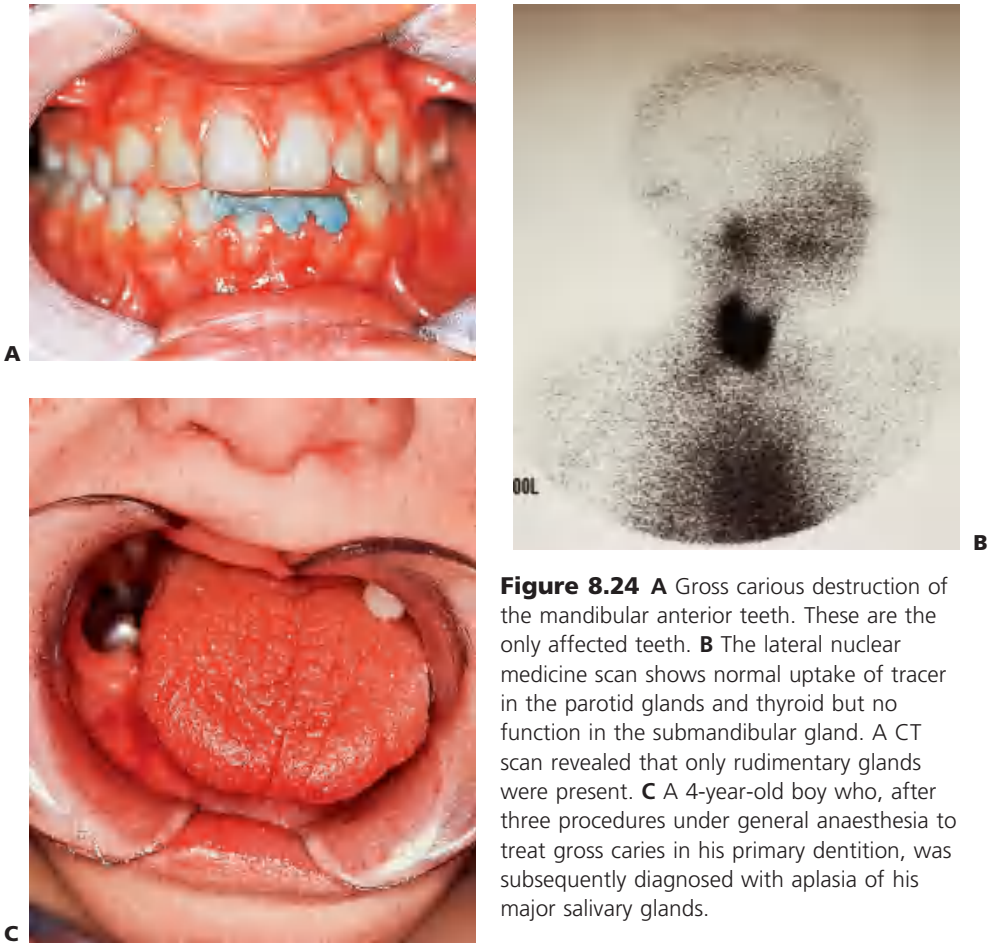 A
OOL
B
Figure 8.24 A Gross carious destruction of
the mandibular anterior teeth. These are the
only affected teeth. B The lateral nuclear
medicine scan shows normal uptake of tracer
in the parotid glands and thyroid but no
function in the submandibular gland. A CT
scan revealed that only rudimentary glands
were present. C A 4-year-old boy who, after
three procedures under general anaesthesia to
treat gross caries in his primary dentition, was
subsequently diagnosed with aplasia of his
major salivary glands.
C